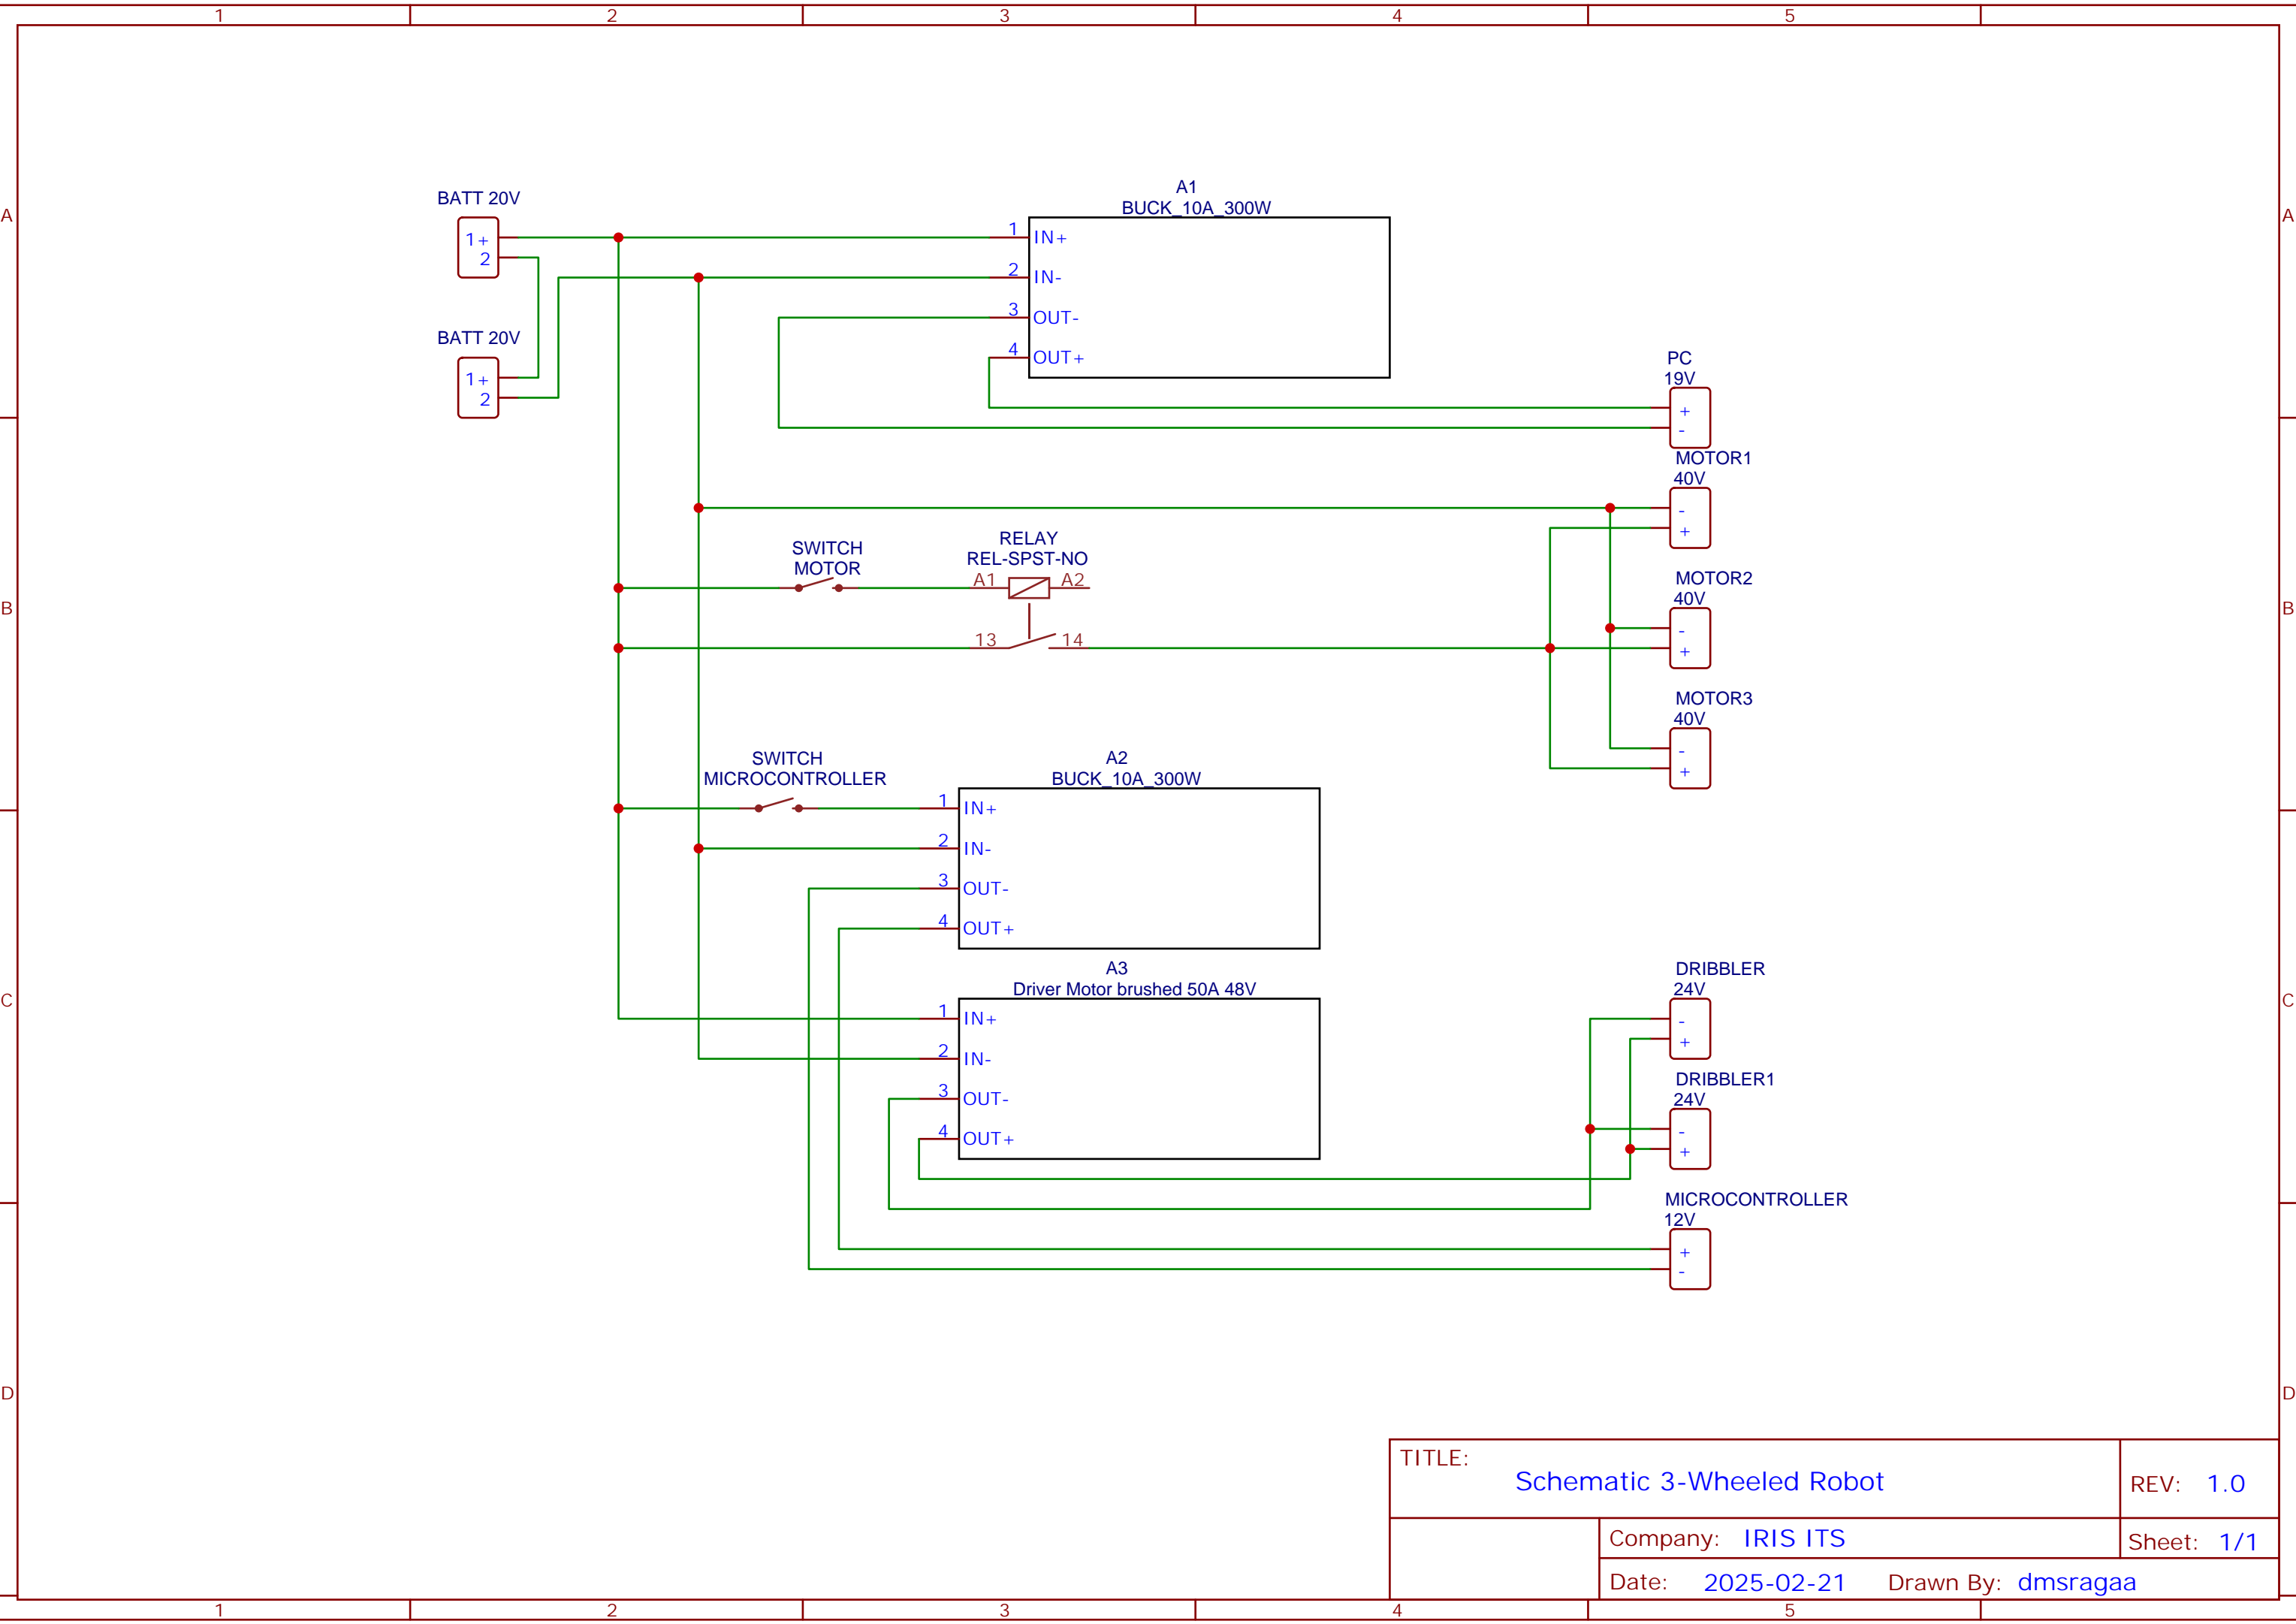 1 2 3 4 5
A A
BATT 20V
1+
2
BATT 20V
1+
2
A1
BUCK_10A_300W
1 IN+
2 IN-
3 OUT-
4 OUT+
PC
19V
+
-
MOTOR1
40V
-
+
B B
SWITCH
MOTOR
RELAY
REL-SPST-NO
A1 A2
13 14
MOTOR2
40V
-
+
MOTOR3
40V
-
+
SWITCH
MICROCONTROLLER
A2
BUCK_10A_300W
1 IN+
2 IN-
3 OUT-
4 OUT+
C C
A3
Driver Motor brushed 50A 48V
1 IN+
2 IN-
3 OUT-
4 OUT+
DRIBBLER
24V
-
+
DRIBBLER1
24V
-
+
MICROCONTROLLER
12V
+
-
D D
TITLE:
Schematic 3-Wheeled Robot
REV: 1.0
Company: IRIS ITS
Sheet: 1/1
Date: 2025-02-21 Drawn By: dmsragaa
1 2 3 4 5